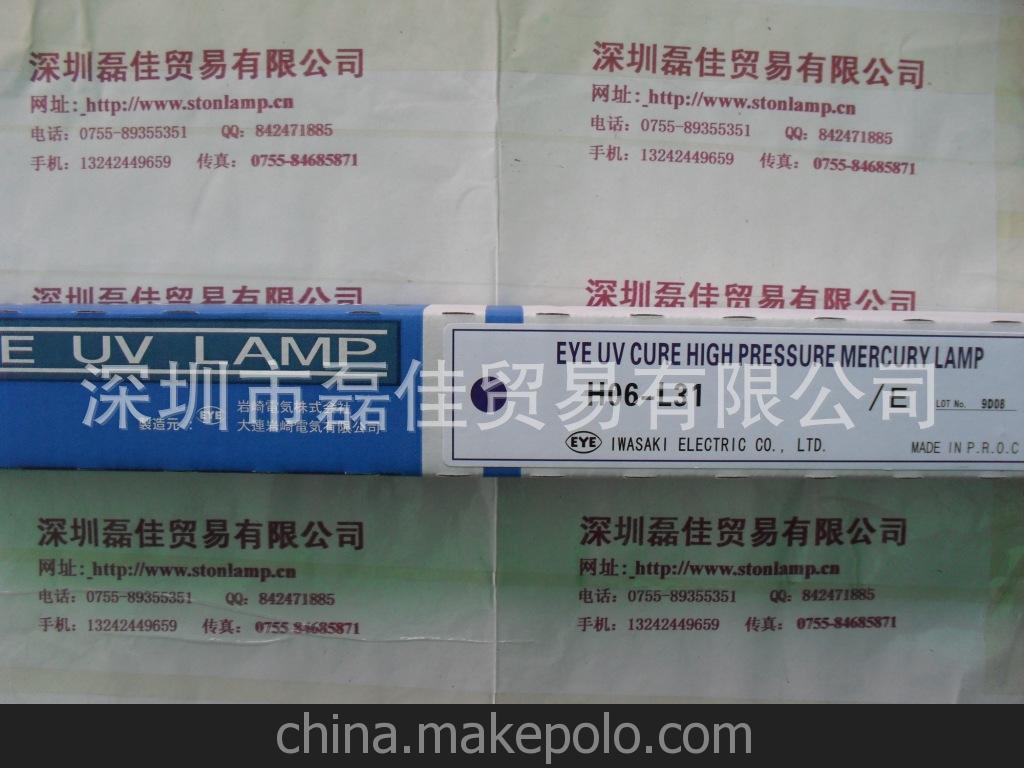 深圳磊佳贸易有限公司
网址: http://www.stonlamp.cn
电话: 0755-89355351 QQ: 842471885
手机: 13242449659 传真: 0755-84685871
深圳磊佳贸易有限公司
网址: http://www.stonlamp.cn
电话: 0755-89355351 QQ: 842471885
手机: 13242449659 传真: 0755-84685871
深圳磊佳贸易有限公司
深圳磊佳贸易有限公司
E UV LAMP
製造元: EYE 岩崎電気株式会社
大連岩崎電気有限公司
EYE UV CURE HIGH PRESSURE MERCURY LAMP
H06-L31 /E LOT No. 9D08
EYE IWASAKI ELECTRIC CO., LTD.
MADE IN P.R.O.C
深圳市磊佳贸易有限公司
深圳磊佳贸易有限公司
网址: http://www.stonlamp.cn
电话: 0755-89355351 QQ: 842471885
手机: 13242449659 传真: 0755-84685871
深圳磊佳贸易有限公司
网址: http://www.stonlamp.cn
电话: 0755-89355351 QQ: 842471885
手机: 13242449659 传真: 0755-84685871
china.makepolo.com